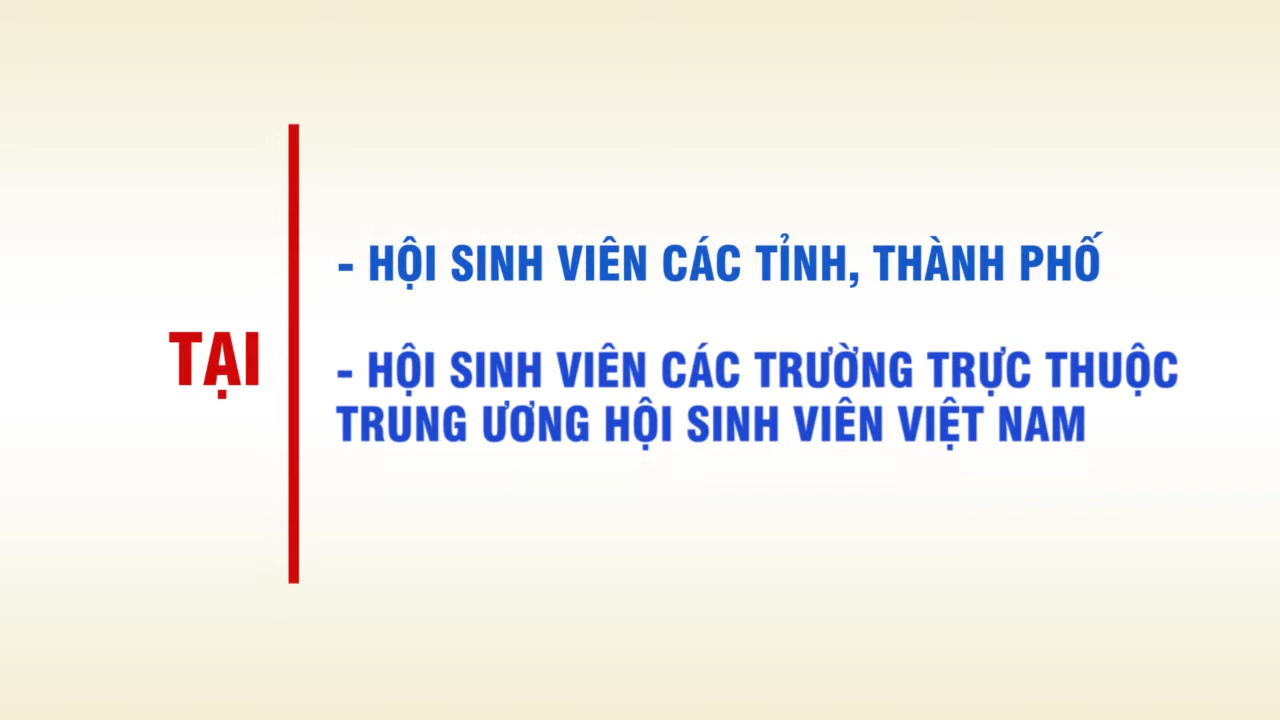 TẠI
- HỘI SINH VIÊN CÁC TỈNH, THÀNH PHỐ
- HỘI SINH VIÊN CÁC TRƯỜNG TRỰC THUỘC
TRUNG ƯƠNG HỘI SINH VIÊN VIỆT NAM